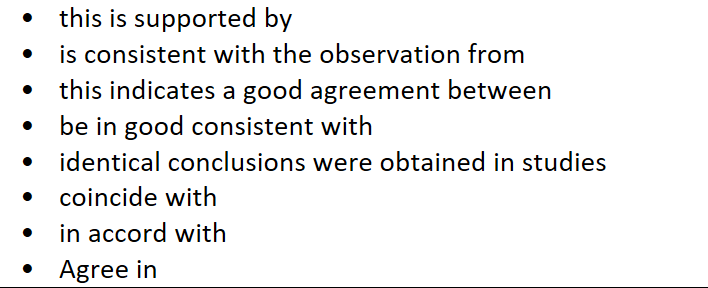 • this is supported by
• is consistent with the observation from
• this indicates a good agreement between
• be in good consistent with
• identical conclusions were obtained in studies
• coincide with
• in accord with
• Agree in